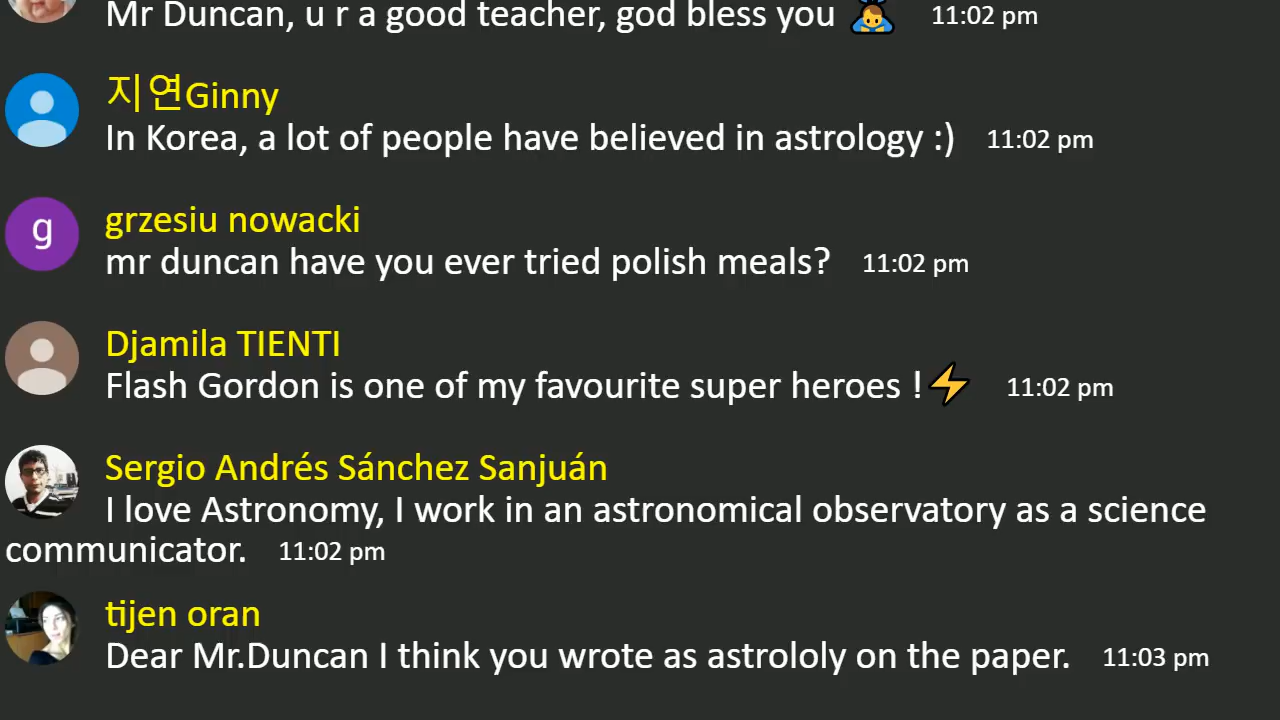 Mr Duncan, u r a good teacher, god bless you 🙇 11:02 pm
지연Ginny
In Korea, a lot of people have believed in astrology :) 11:02 pm
g
grzesiu nowacki
mr duncan have you ever tried polish meals? 11:02 pm
Djamila TIENTI
Flash Gordon is one of my favourite super heroes !⚡ 11:02 pm
Sergio Andrés Sánchez Sanjuán
I love Astronomy, I work in an astronomical observatory as a science
communicator. 11:02 pm
tijen oran
Dear Mr.Duncan I think you wrote as astrololy on the paper. 11:03 pm